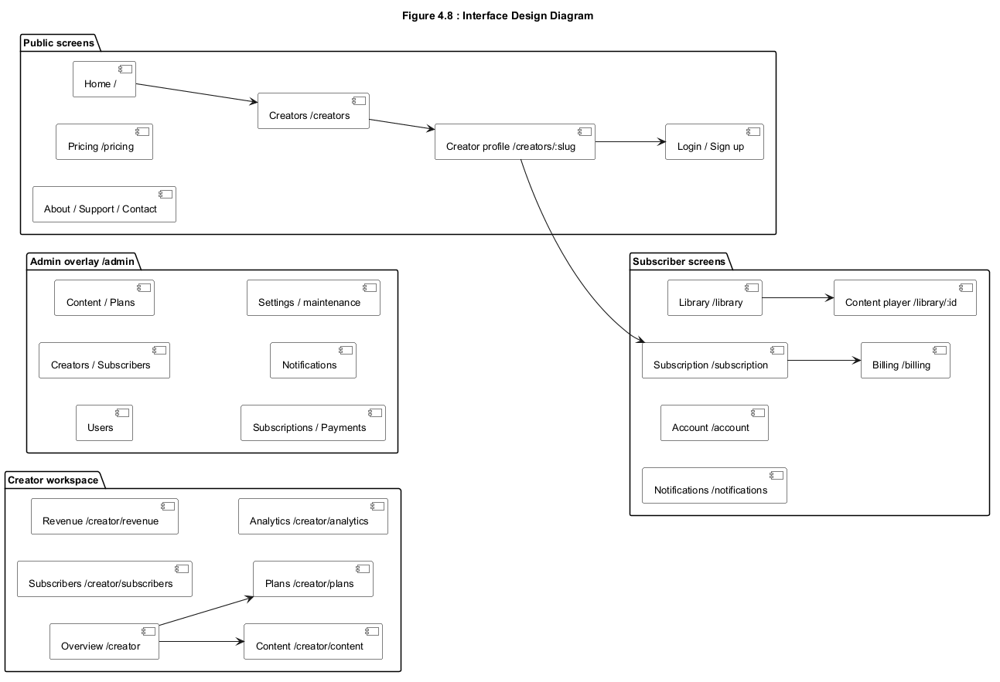 Figure 4.8 : Interface Design Diagram
Public screens
Home /
Creators /creators
Pricing /pricing
Creator profile /creators/:slug
Login / Sign up
About / Support / Contact
Admin overlay /admin
Content / Plans
Settings / maintenance
Creators / Subscribers
Notifications
Users
Subscriptions / Payments
Subscriber screens
Library /library
Content player /library/:id
Subscription /subscription
Billing /billing
Account /account
Notifications /notifications
Creator workspace
Revenue /creator/revenue
Analytics /creator/analytics
Subscribers /creator/subscribers
Plans /creator/plans
Overview /creator
Content /creator/content